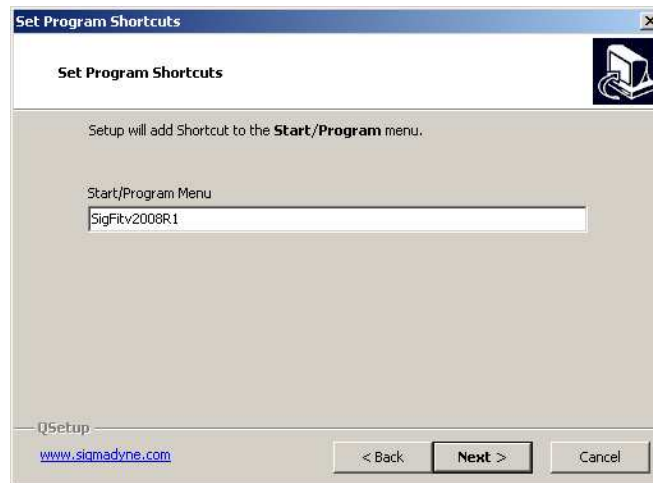 Set Program Shortcuts
Set Program Shortcuts
Setup will add Shortcut to the Start/Program menu.
Start/Program Menu
SigFitv2008R1
QSetup
www.sigmadyne.com
< Back
Next >
Cancel